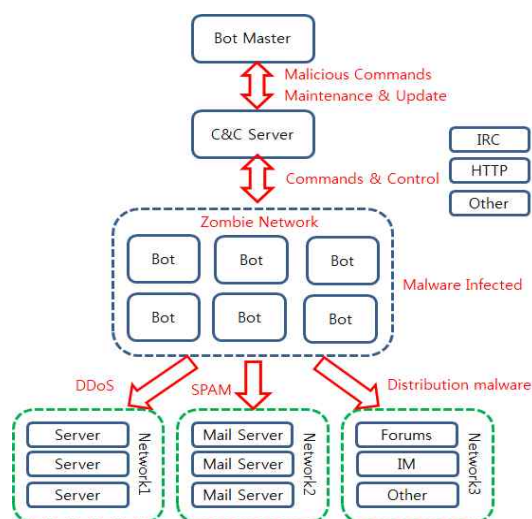 Bot Master
Malicious Commands
Maintenance & Update
C&C Server
IRC
HTTP
Other
Commands & Control
Zombie Network
Bot
Bot
Bot
Bot
Bot
Bot
Malware Infected
DDoS
SPAM
Distribution malware
Server
Server
Server
Network1
Mail Server
Mail Server
Mail Server
Network2
Forums
IM
Other
Network3